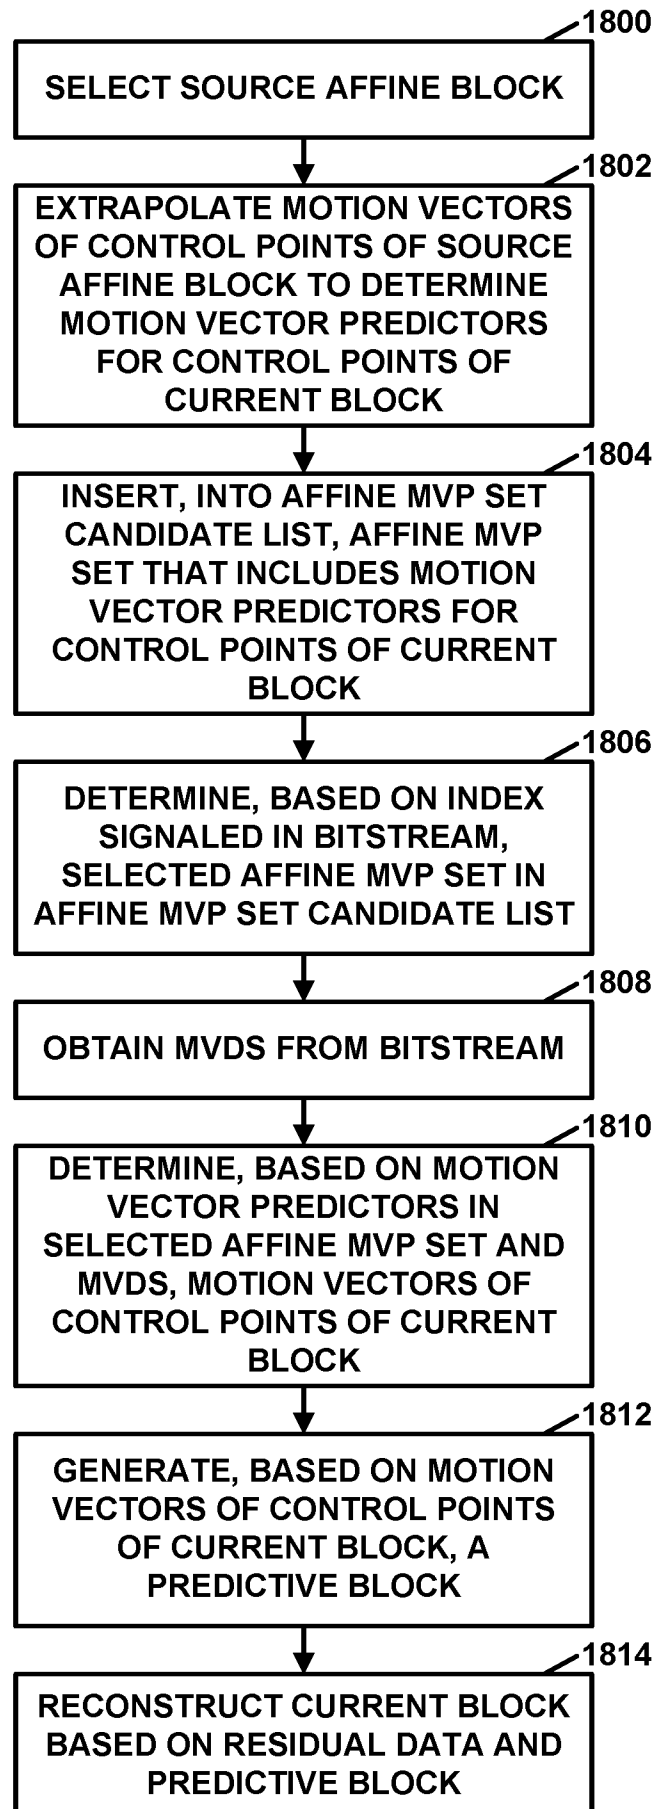 1800
SELECT SOURCE AFFINE BLOCK
1802
EXTRAPOLATE MOTION VECTORS
OF CONTROL POINTS OF SOURCE
AFFINE BLOCK TO DETERMINE
MOTION VECTOR PREDICTORS
FOR CONTROL POINTS OF
CURRENT BLOCK
1804
INSERT, INTO AFFINE MVP SET
CANDIDATE LIST, AFFINE MVP
SET THAT INCLUDES MOTION
VECTOR PREDICTORS FOR
CONTROL POINTS OF CURRENT
BLOCK
1806
DETERMINE, BASED ON INDEX
SIGNALED IN BITSTREAM,
SELECTED AFFINE MVP SET IN
AFFINE MVP SET CANDIDATE LIST
1808
OBTAIN MVDS FROM BITSTREAM
1810
DETERMINE, BASED ON MOTION
VECTOR PREDICTORS IN
SELECTED AFFINE MVP SET AND
MVDS, MOTION VECTORS OF
CONTROL POINTS OF CURRENT
BLOCK
1812
GENERATE, BASED ON MOTION
VECTORS OF CONTROL POINTS
OF CURRENT BLOCK, A
PREDICTIVE BLOCK
1814
RECONSTRUCT CURRENT BLOCK
BASED ON RESIDUAL DATA AND
PREDICTIVE BLOCK